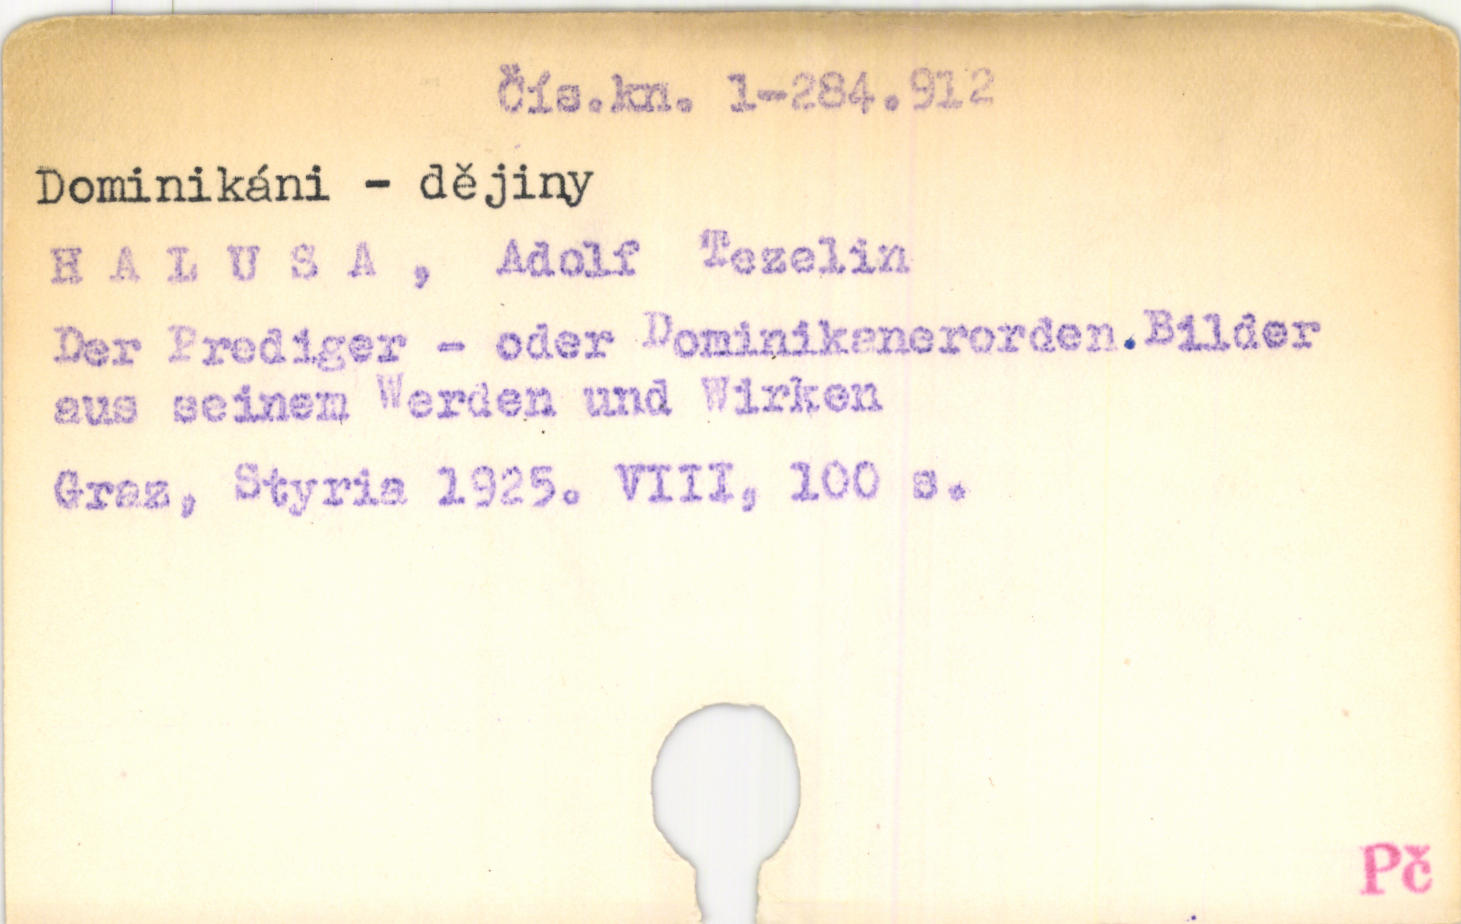 Čís.kn. 1-284.912
Dominikáni - dějiny
H A L U S A , Adolf Tezelin
Der Prediger - oder Dominikanerorden.Bilder
aus seinem Werden und Wirken
Graz, Styria 1925. VIII, 100 s.
Pč